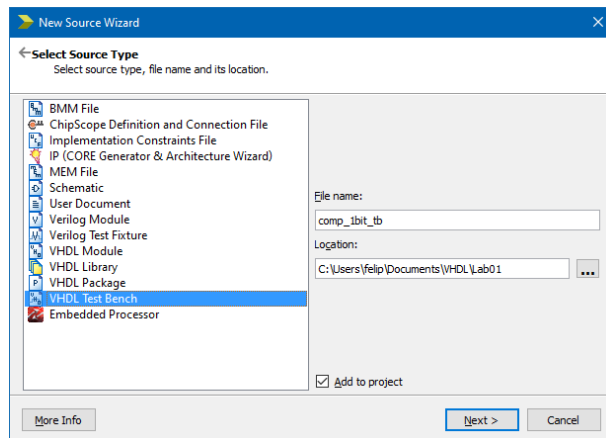 New Source Wizard
Select Source Type
Select source type, file name and its location.
BMM File
ChipScope Definition and Connection File
Implementation Constraints File
IP (CORE Generator & Architecture Wizard)
MEM File
Schematic
User Document
Verilog Module
Verilog Test Fixture
VHDL Module
VHDL Library
VHDL Package
VHDL Test Bench
Embedded Processor
File name:
comp_1bit_tb
Location:
C:\Users\felip\Documents\VHDL\Lab01
...
Add to project
More Info
Next >
Cancel